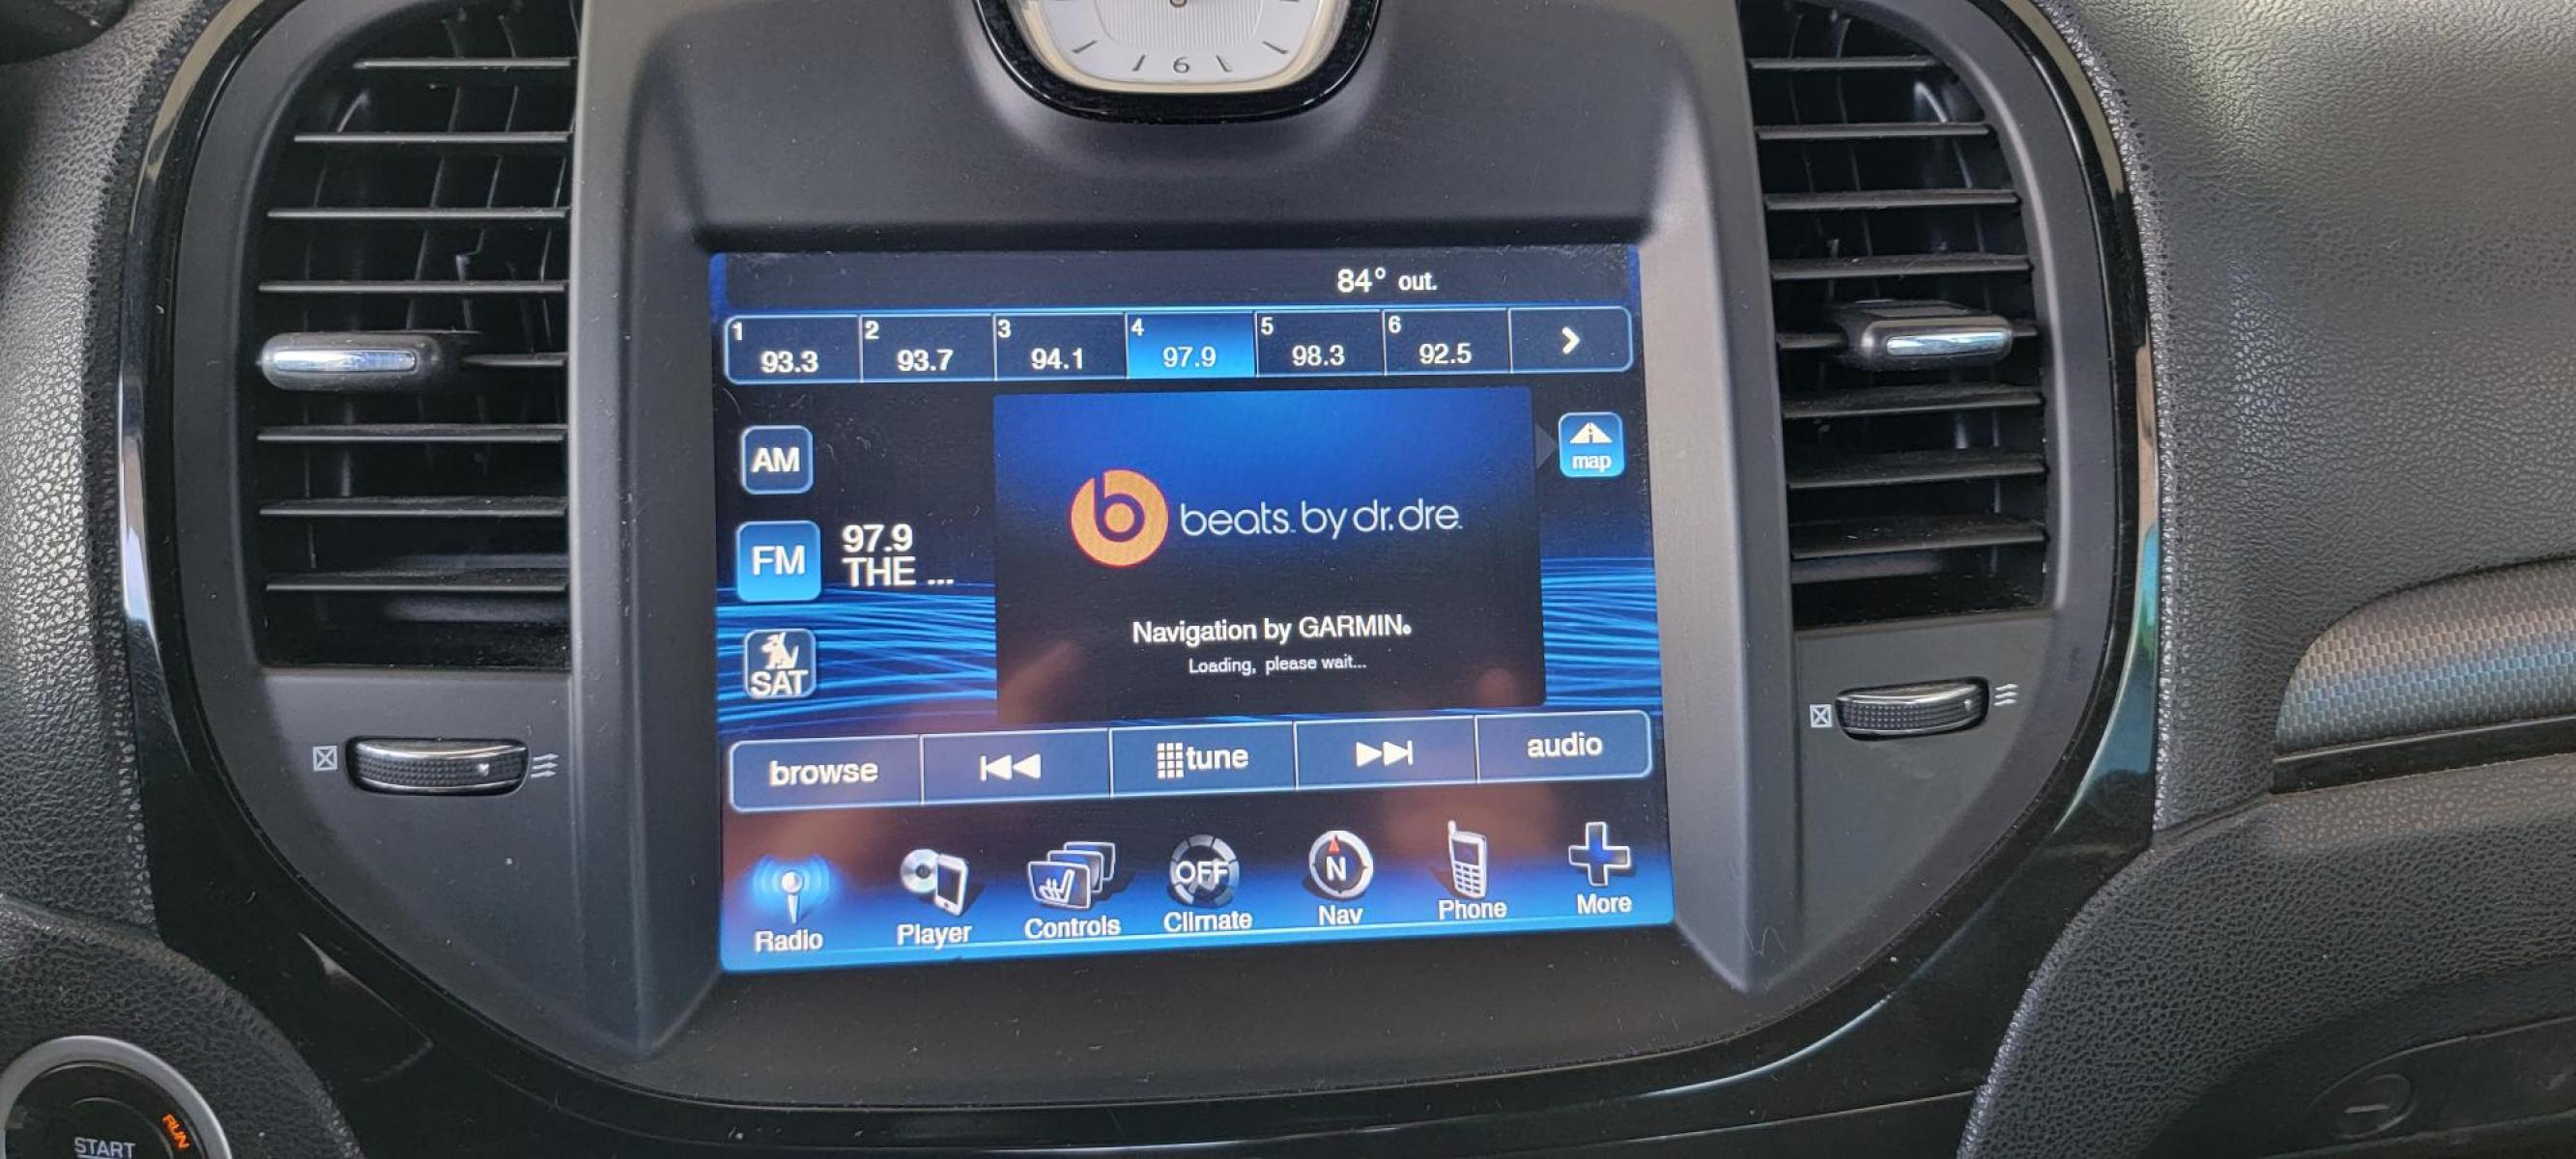 6
84° out.
1 93.3
2 93.7
3 94.1
4 97.9
5 98.3
6 92.5
AM
map
beats by dr. dre.
FM
97.9
THE ...
Navigation by GARMIN
Loading, please wait...
SAT
browse
tune
audio
OFF
N
Radio
Player
Controls
Climate
Nav
Phone
More
RUN
START